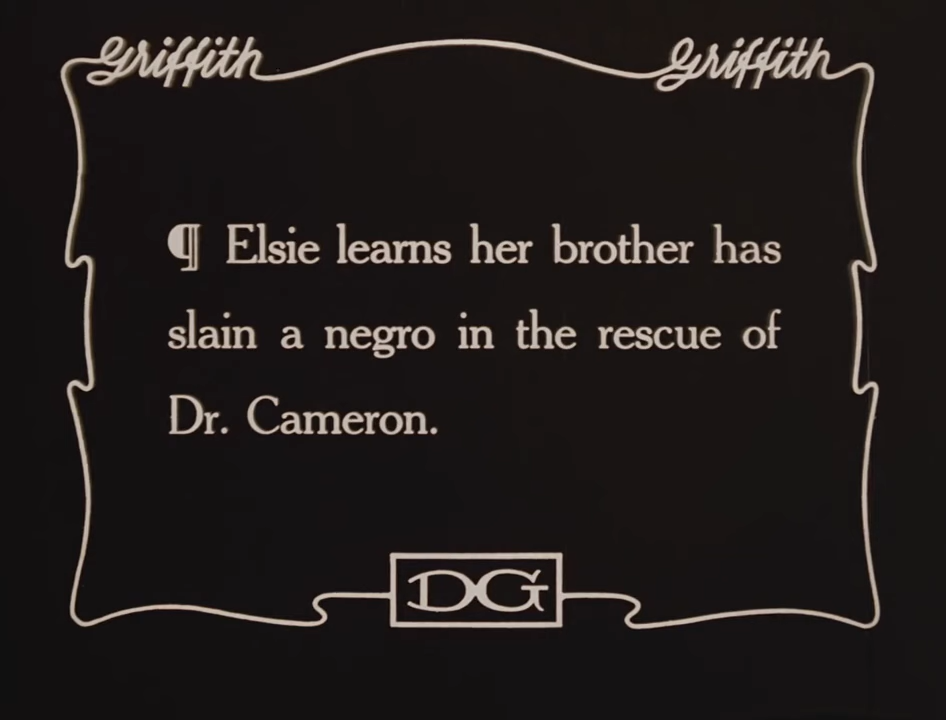 Griffith Griffith
¶ Elsie learns her brother has
slain a negro in the rescue of
Dr. Cameron.
DG